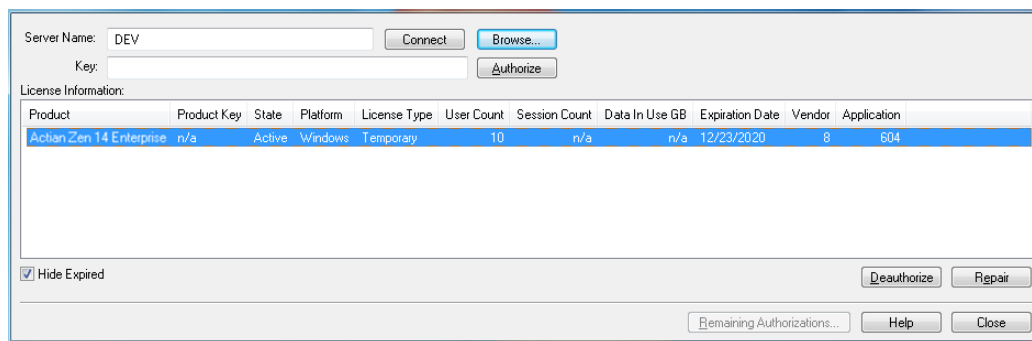 Server Name: DEV Connect Browse...
Key: Authorize
License Information:
Product Product Key State Platform License Type User Count Session Count Data In Use GB Expiration Date Vendor Application
Actian Zen 14 Enterprise n/a Active Windows Temporary 10 n/a n/a 12/23/2020 8 604
Hide Expired Deauthorize Repair
Remaining Authorizations... Help Close